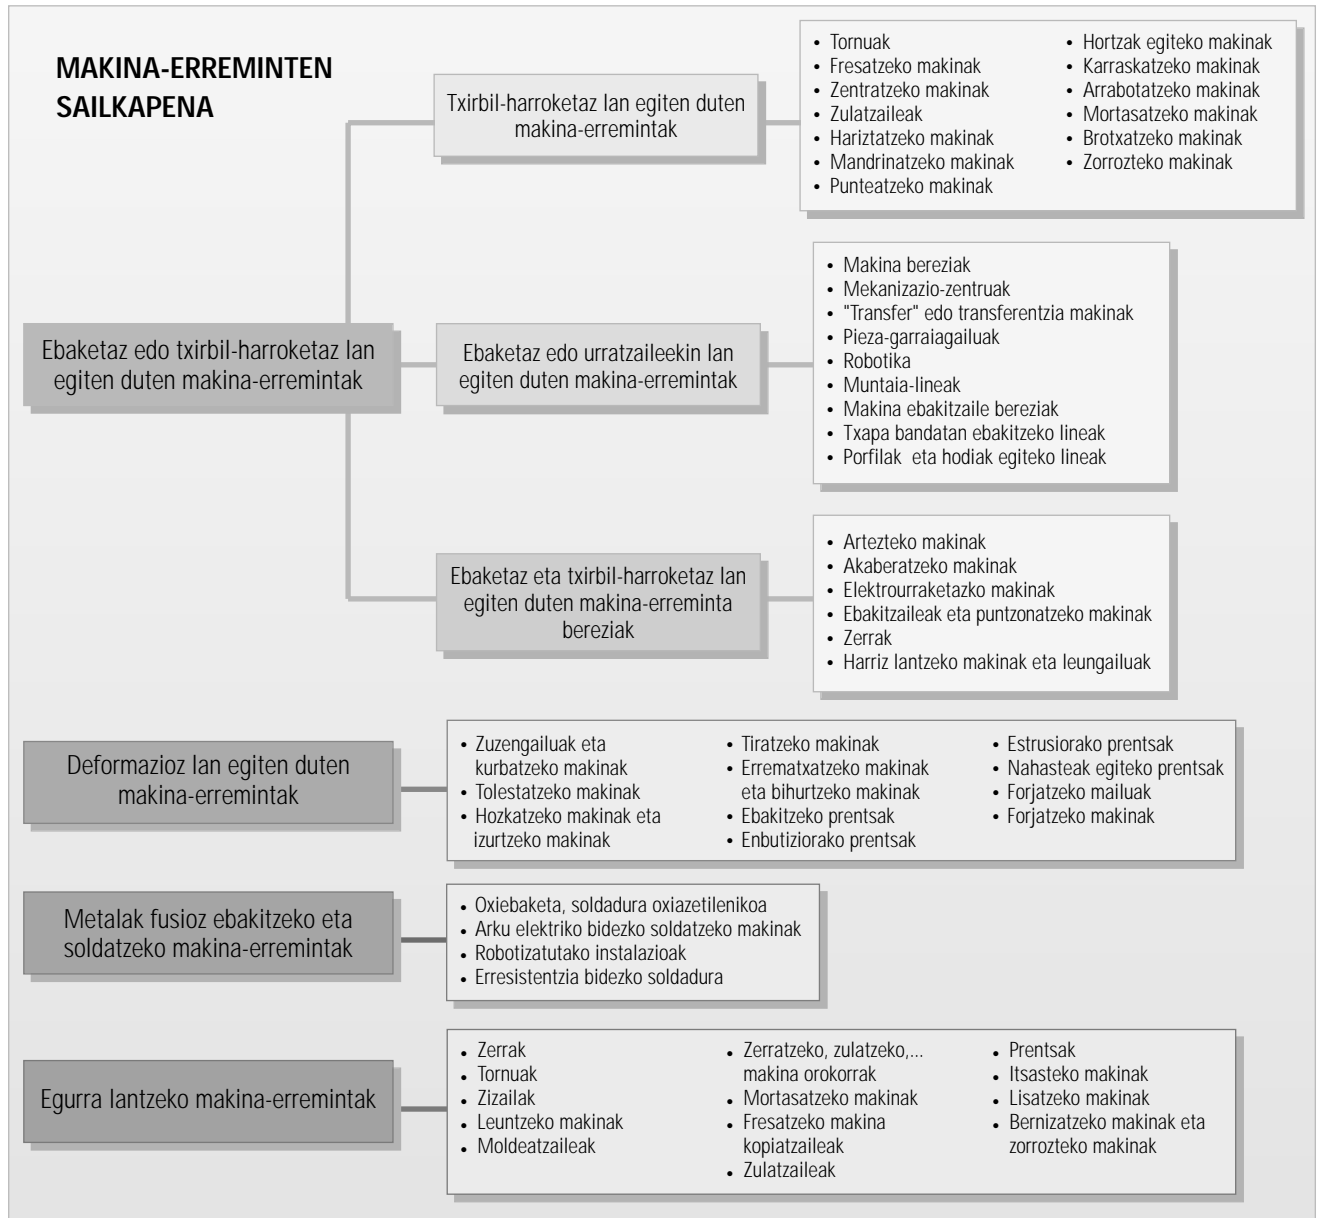 MAKINA-ERREMINTEN
SAILKAPENA
Txirbil-harroketaz lan egiten duten
makina-erremintak
• Tornuak
• Fresatzeko makinak
• Zentratzeko makinak
• Zulatzaileak
• Hariztatzeko makinak
• Mandrinatzeko makinak
• Punteatzeko makinak
• Hortzak egiteko makinak
• Karraskatzeko makinak
• Arrabotatzeko makinak
• Mortasatzeko makinak
• Brotxatzeko makinak
• Zorrozteko makinak
Ebaketaz edo txirbil-harroketaz lan
egiten duten makina-erremintak
Ebaketaz edo urratzaileekin lan
egiten duten makina-erremintak
• Makina bereziak
• Mekanizazio-zentruak
• "Transfer" edo transferentzia makinak
• Pieza-garraiagailuak
• Robotika
• Muntaia-lineak
• Makina ebakitzaile bereziak
• Txapa bandatan ebakitzeko lineak
• Porfilak eta hodiak egiteko lineak
Ebaketaz eta txirbil-harroketaz lan
egiten duten makina-erreminta
bereziak
• Artezteko makinak
• Akaberatzeko makinak
• Elektrourraketazko makinak
• Ebakitzaileak eta puntzonatzeko makinak
• Zerrak
• Harriz lantzeko makinak eta leungailuak
Deformazioz lan egiten duten
makina-erremintak
• Zuzengailuak eta
kurbatzeko makinak
• Tolestatzeko makinak
• Hozkatzeko makinak eta
izurtzeko makinak
• Tiratzeko makinak
• Errematxatzeko makinak
eta bihurtzeko makinak
• Ebakitzeko prentsak
• Enbutiziorako prentsak
• Estrusiorako prentsak
• Nahasteak egiteko prentsak
• Forjatzeko mailuak
• Forjatzeko makinak
Metalak fusioz ebakitzeko eta
soldatzeko makina-erremintak
• Oxiebaketa, soldadura oxiazetilenikoa
• Arku elektriko bidezko soldatzeko makinak
• Robotizatutako instalazioak
• Erresistentzia bidezko soldadura
Egurra lantzeko makina-erremintak
• Zerrak
• Tornuak
• Zizailak
• Leuntzeko makinak
• Moldeatzaileak
• Zerratzeko, zulatzeko,...
makina orokorrak
• Mortasatzeko makinak
• Fresatzeko makina
kopiatzaileak
• Zulatzaileak
• Prentsak
• Itsasteko makinak
• Lisatzeko makinak
• Bernizatzeko makinak eta
zorrozteko makinak